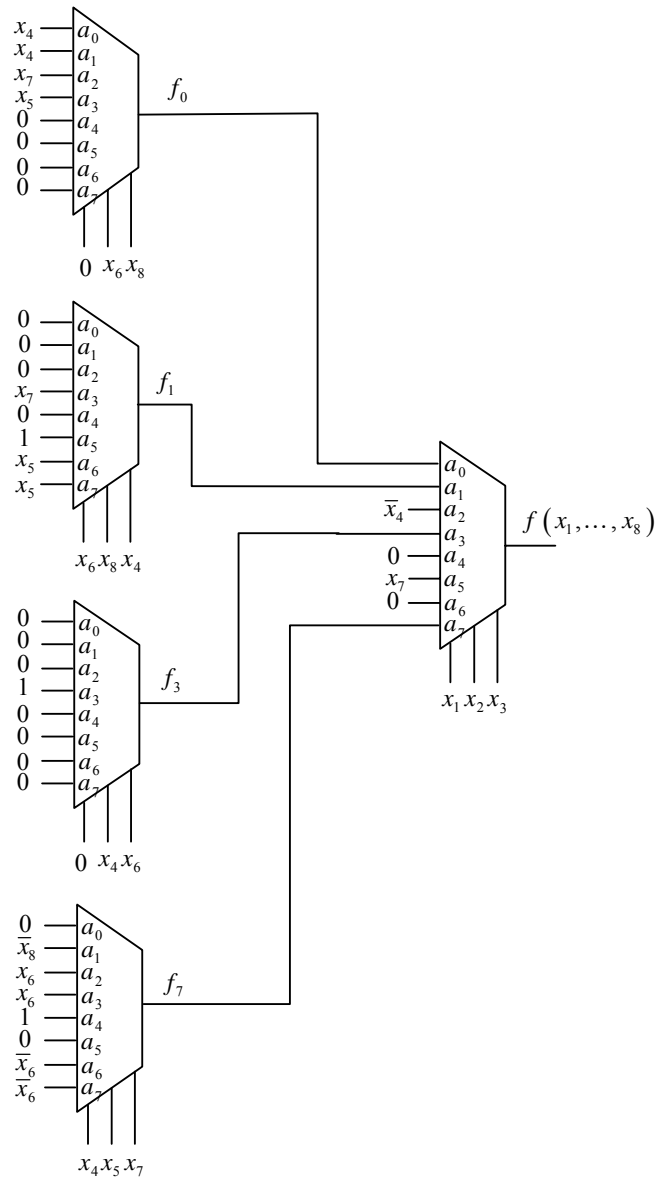 x₄ a₀
x₄ a₁
x₇ a₂
x₅ a₃
0 a₄
0 a₅
0 a₆
0 a₇
f₀
0 x₆ x₈
0 a₀
0 a₁
0 a₂
x₇ a₃
0 a₄
1 a₅
x₅ a₆
x₅ a₇
f₁
x₆ x₈ x₄
a₀
a₁
x̄₄ a₂
a₃
0 a₄
x₇ a₅
0 a₆
a₇
f(x₁,…,x₈)
x₁ x₂ x₃
0 a₀
0 a₁
0 a₂
1 a₃
0 a₄
0 a₅
0 a₆
0 a₇
f₃
0 x₄ x₆
0 a₀
x̄₈ a₁
x₆ a₂
x₆ a₃
1 a₄
0 a₅
x̄₆ a₆
x̄₆ a₇
f₇
x₄ x₅ x₇